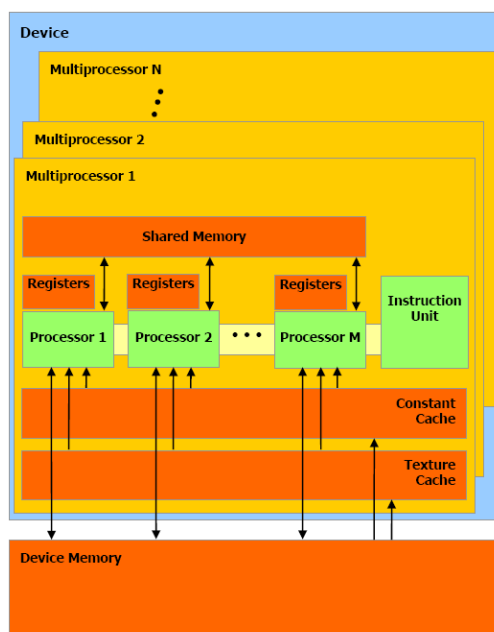 Device
Multiprocessor N
Multiprocessor 2
Multiprocessor 1
Shared Memory
Registers
Registers
Registers
Instruction
Unit
Processor 1
Processor 2
Processor M
Constant
Cache
Texture
Cache
Device Memory